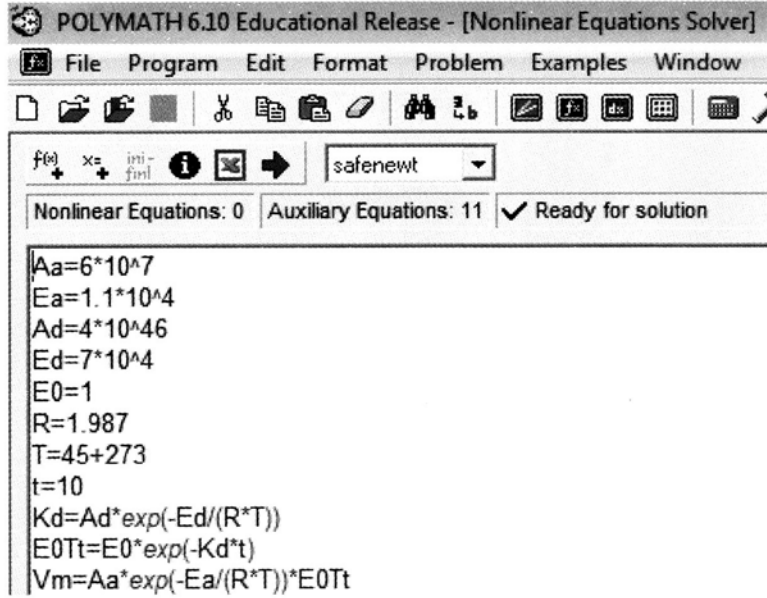 POLYMATH 6.10 Educational Release - [Nonlinear Equations Solver]
File Program Edit Format Problem Examples Window
f(x) x= ini- finl safenewt
Nonlinear Equations: 0 Auxiliary Equations: 11 Ready for solution
Aa=6*10^7
Ea=1.1*10^4
Ad=4*10^46
Ed=7*10^4
E0=1
R=1.987
T=45+273
t=10
Kd=Ad*exp(-Ed/(R*T))
E0Tt=E0*exp(-Kd*t)
Vm=Aa*exp(-Ea/(R*T))*E0Tt